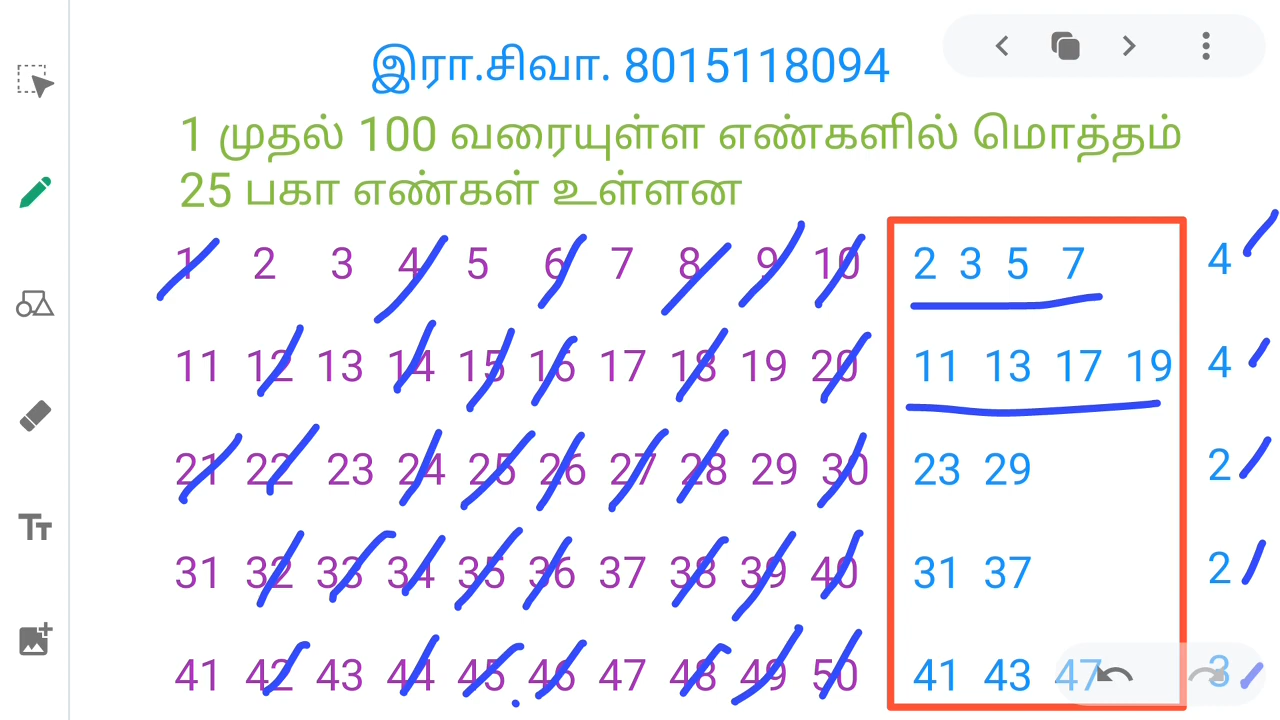 இரா.சிவா. 8015118094
1 முதல் 100 வரையுள்ள எண்களில் மொத்தம்
25 பகா எண்கள் உள்ளன
1 2 3 4 5 6 7 8 9 10 2 3 5 7 4
11 12 13 14 15 16 17 18 19 20 11 13 17 19 4
21 22 23 24 25 26 27 28 29 30 23 29 2
31 32 33 34 35 36 37 38 39 40 31 37 2
41 42 43 44 45 46 47 48 49 50 41 43 47 3